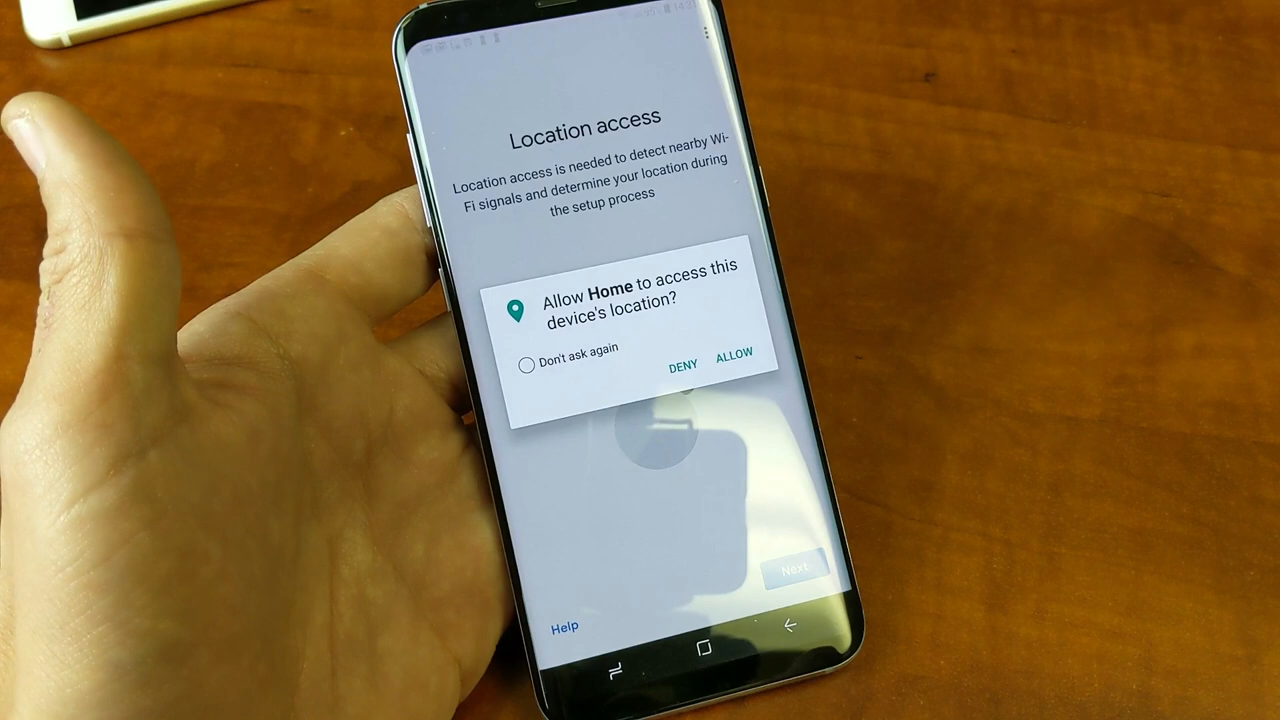 Location access
Location access is needed to detect nearby Wi-
Fi signals and determine your location during
the setup process
Allow Home to access this
device's location?
Don't ask again
DENY ALLOW
Next
Help